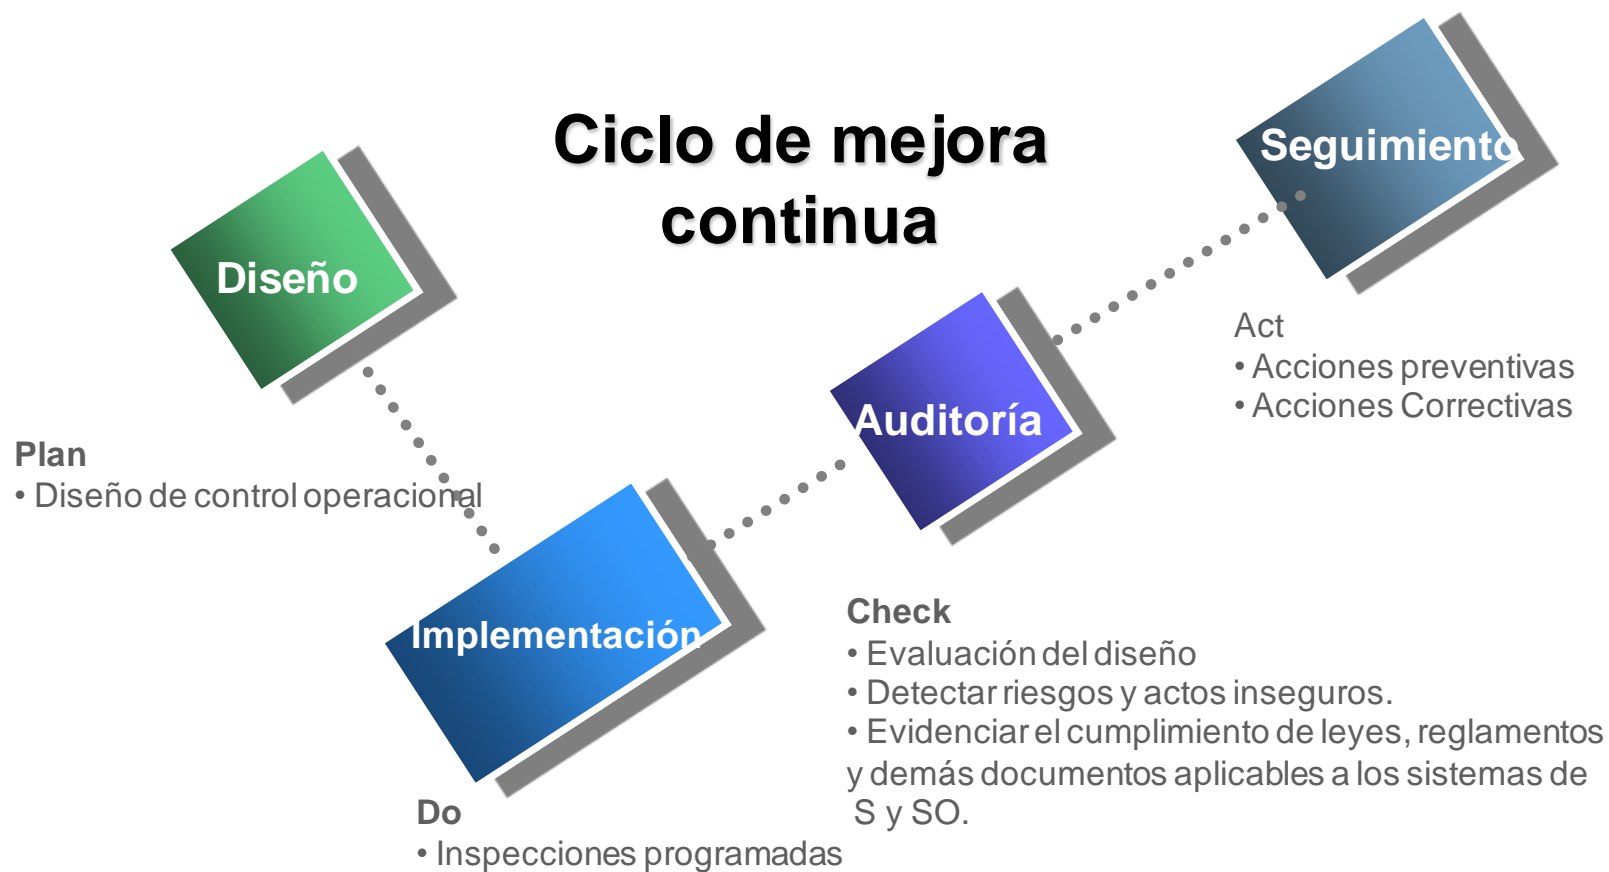 Ciclo de mejora
continua
Diseño
Plan
• Diseño de control operacional
Implementación
Do
• Inspecciones programadas
Auditoría
Check
• Evaluación del diseño
• Detectar riesgos y actos inseguros.
• Evidenciar el cumplimiento de leyes, reglamentos
y demás documentos aplicables a los sistemas de
S y SO.
Seguimiento
Act
• Acciones preventivas
• Acciones Correctivas